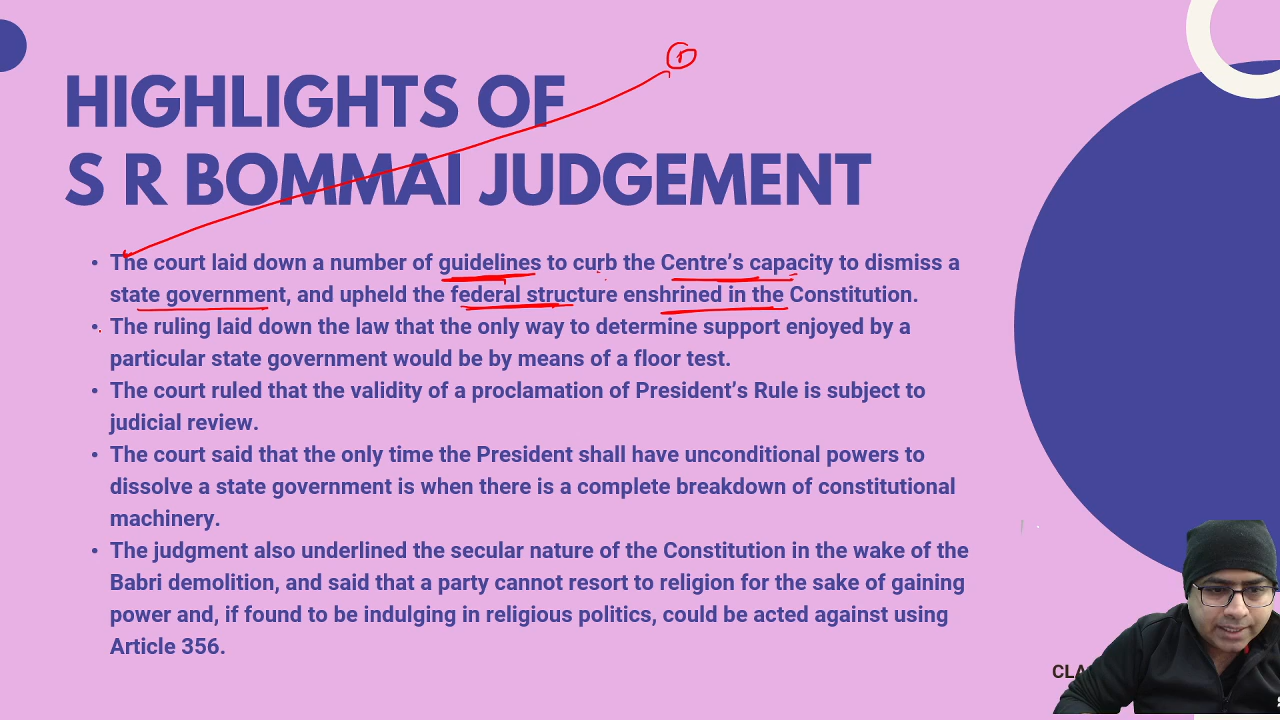 HIGHLIGHTS OF
S R BOMMAI JUDGEMENT
• The court laid down a number of guidelines to curb the Centre's capacity to dismiss a
state government, and upheld the federal structure enshrined in the Constitution.
• The ruling laid down the law that the only way to determine support enjoyed by a
particular state government would be by means of a floor test.
• The court ruled that the validity of a proclamation of President's Rule is subject to
judicial review.
• The court said that the only time the President shall have unconditional powers to
dissolve a state government is when there is a complete breakdown of constitutional
machinery.
• The judgment also underlined the secular nature of the Constitution in the wake of the
Babri demolition, and said that a party cannot resort to religion for the sake of gaining
power and, if found to be indulging in religious politics, could be acted against using
Article 356.